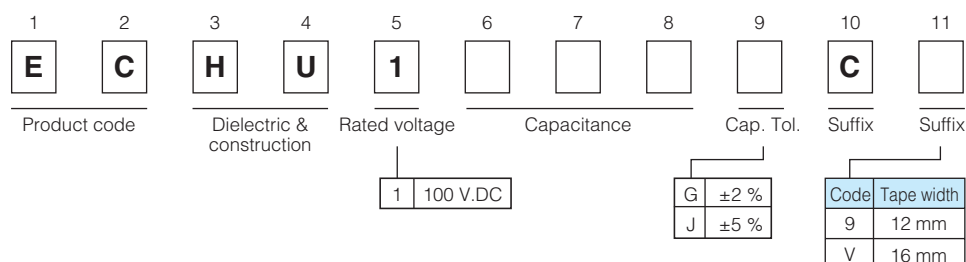 1 2 3 4 5 6 7 8 9 10 11
E C H U 1 C
Product code Dielectric & construction Rated voltage Capacitance Cap. Tol. Suffix Suffix
1 100 V.DC
G ±2 %
J ±5 %
Code Tape width
9 12 mm
V 16 mm